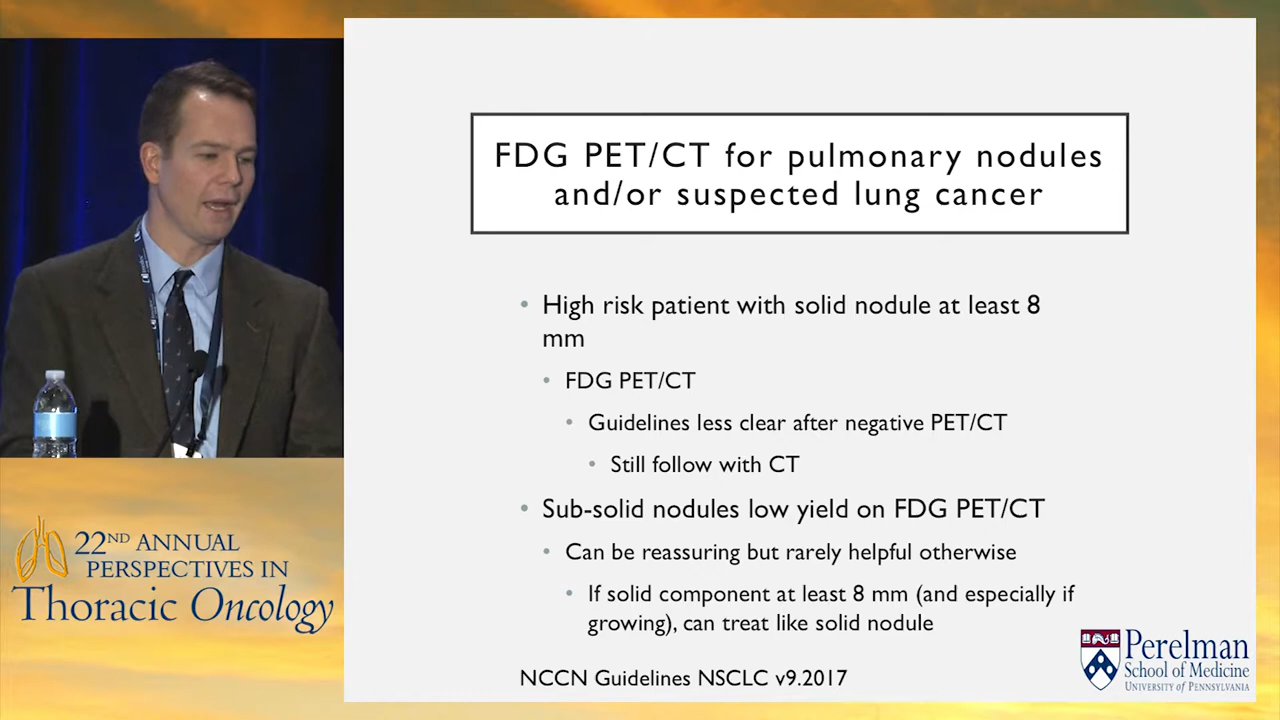 FDG PET/CT for pulmonary nodules
and/or suspected lung cancer
• High risk patient with solid nodule at least 8
mm
• FDG PET/CT
• Guidelines less clear after negative PET/CT
• Still follow with CT
• Sub-solid nodules low yield on FDG PET/CT
• Can be reassuring but rarely helpful otherwise
• If solid component at least 8 mm (and especially if
growing), can treat like solid nodule
NCCN Guidelines NSCLC v9.2017
Perelman
School of Medicine
University of Pennsylvania
22ND ANNUAL
PERSPECTIVES IN
Thoracic Oncology